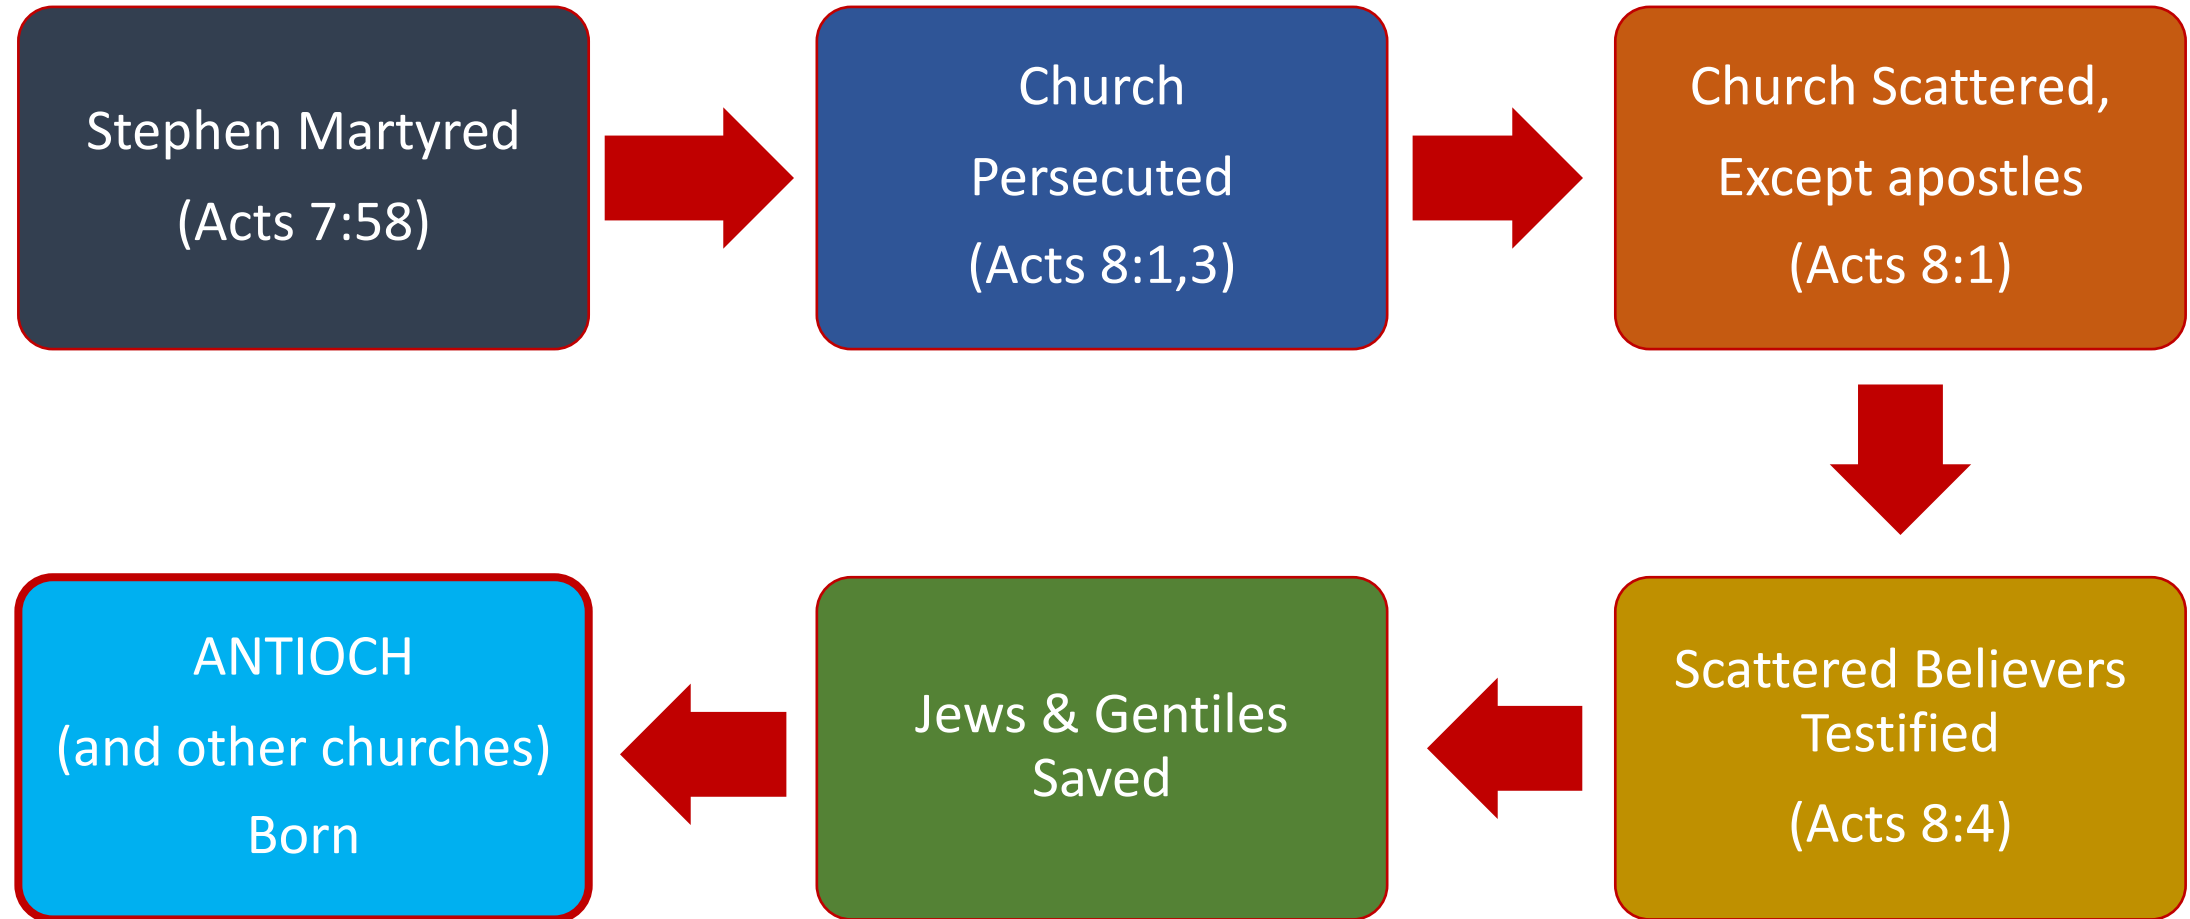 Stephen Martyred
(Acts 7:58)
Church
Persecuted
(Acts 8:1,3)
Church Scattered,
Except apostles
(Acts 8:1)
Scattered Believers
Testified
(Acts 8:4)
Jews & Gentiles
Saved
ANTIOCH
(and other churches)
Born